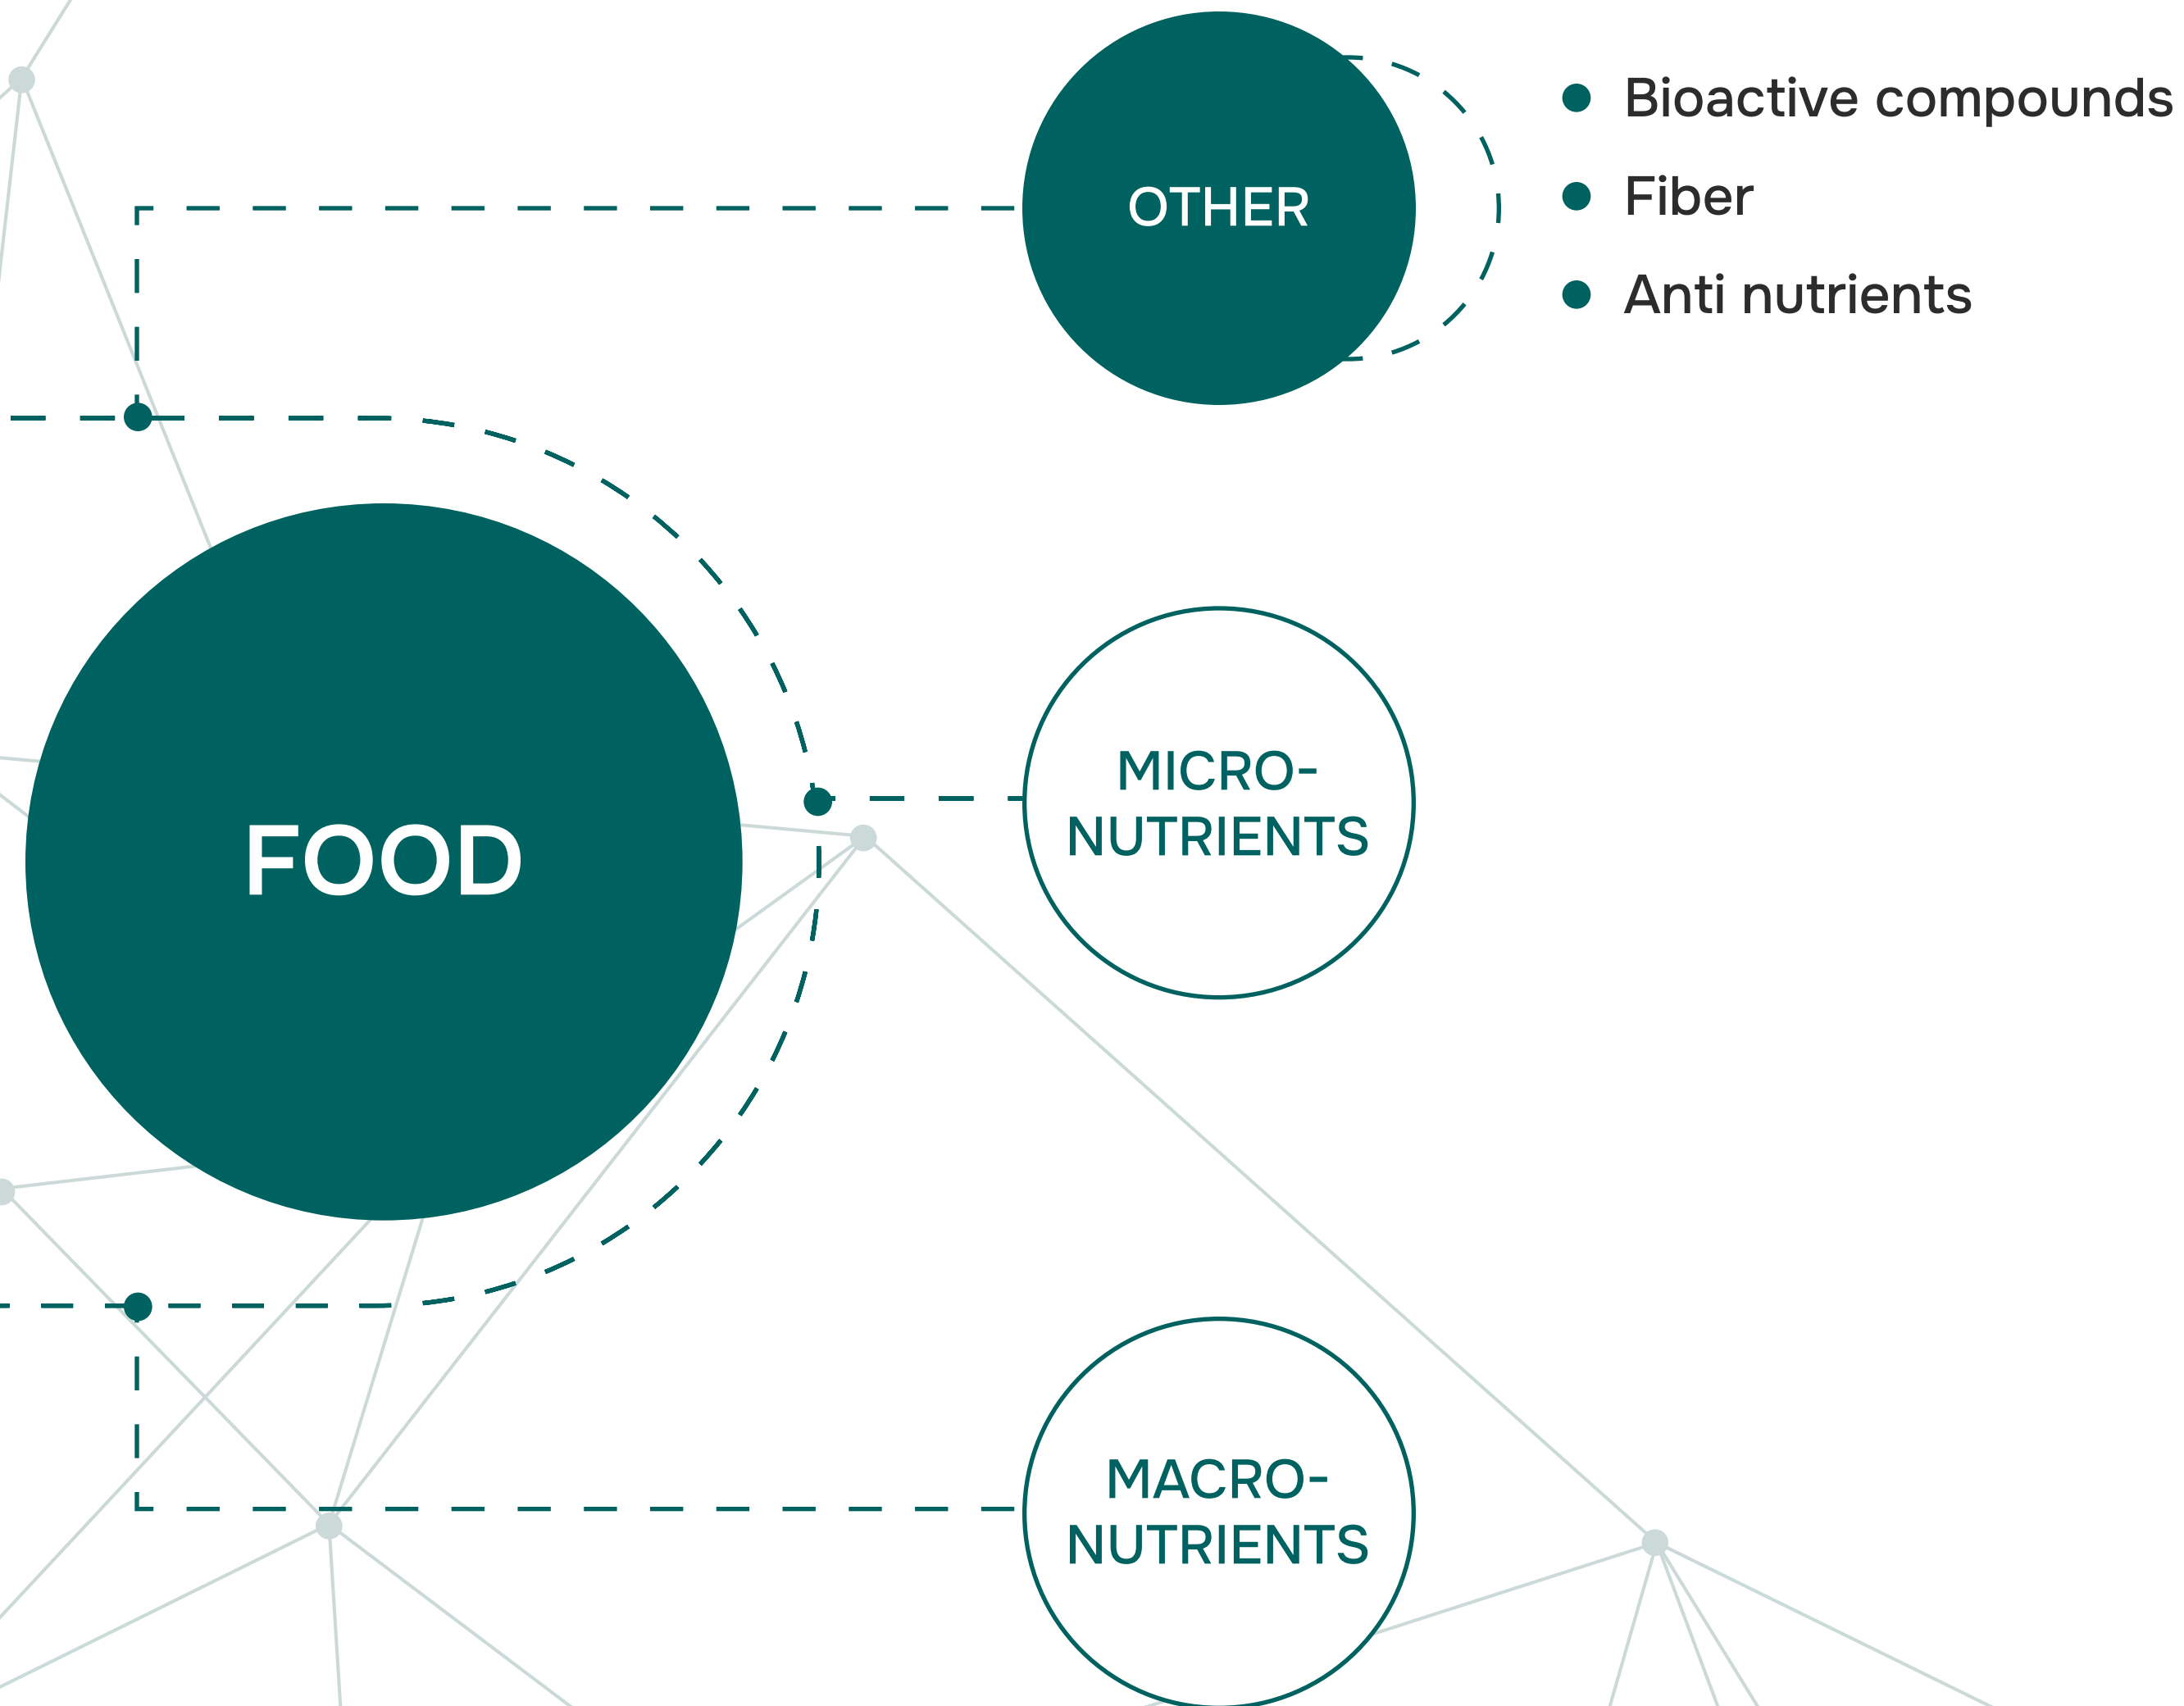 OTHER
Bioactive compounds
Fiber
Anti nutrients
FOOD
MICRO-
NUTRIENTS
MACRO-
NUTRIENTS